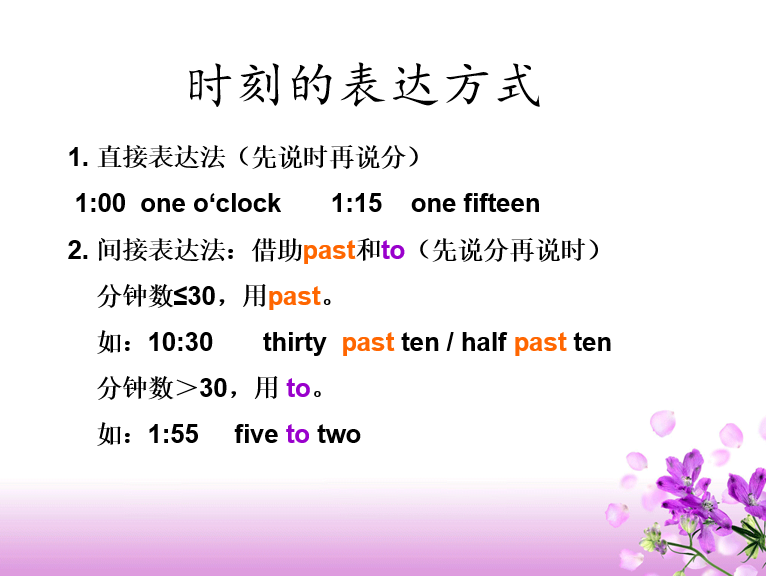 时刻的表达方式
1. 直接表达法（先说时再说分）
1:00 one o‘clock 1:15 one fifteen
2. 间接表达法：借助past和to（先说分再说时）
分钟数≤30，用past。
如：10:30 thirty past ten / half past ten
分钟数＞30，用 to。
如：1:55 five to two